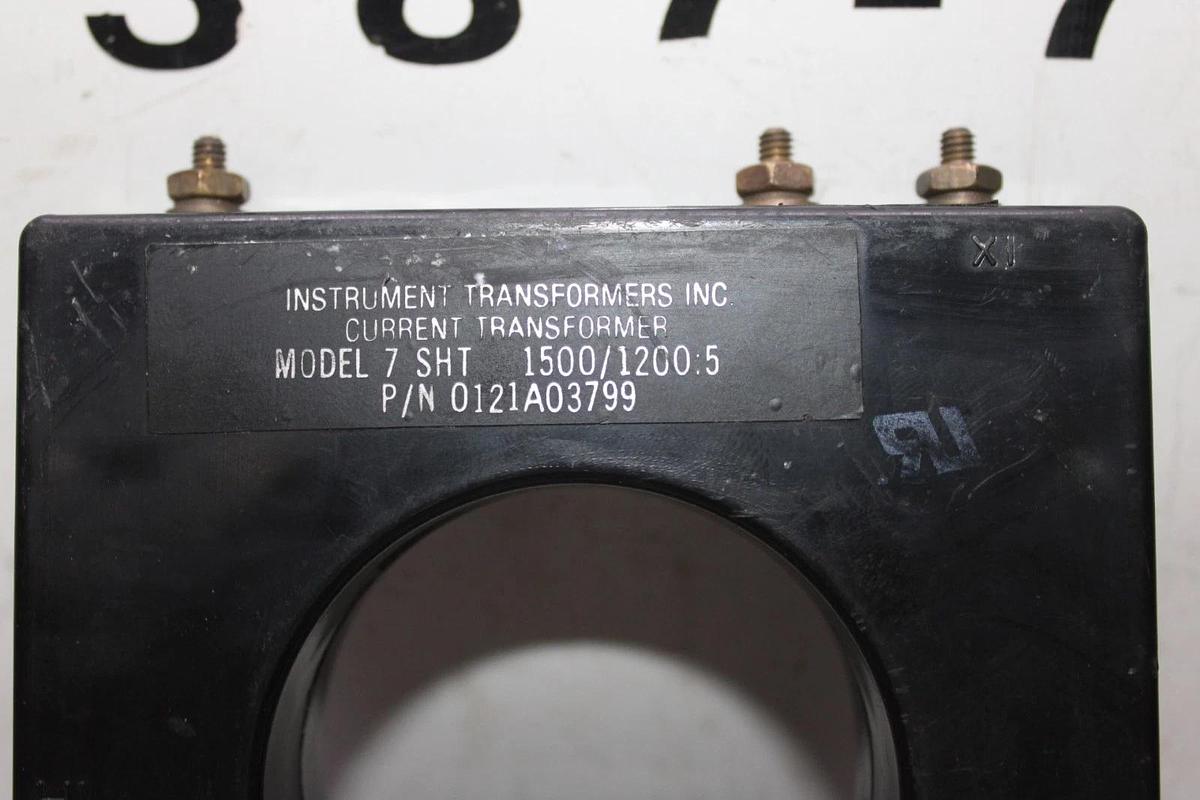 INSTRUMENT TRANSFORMERS INC.
CURRENT TRANSFORMER
MODEL 7 SHT 1500/1200:5
P/N 0121A03799
X1